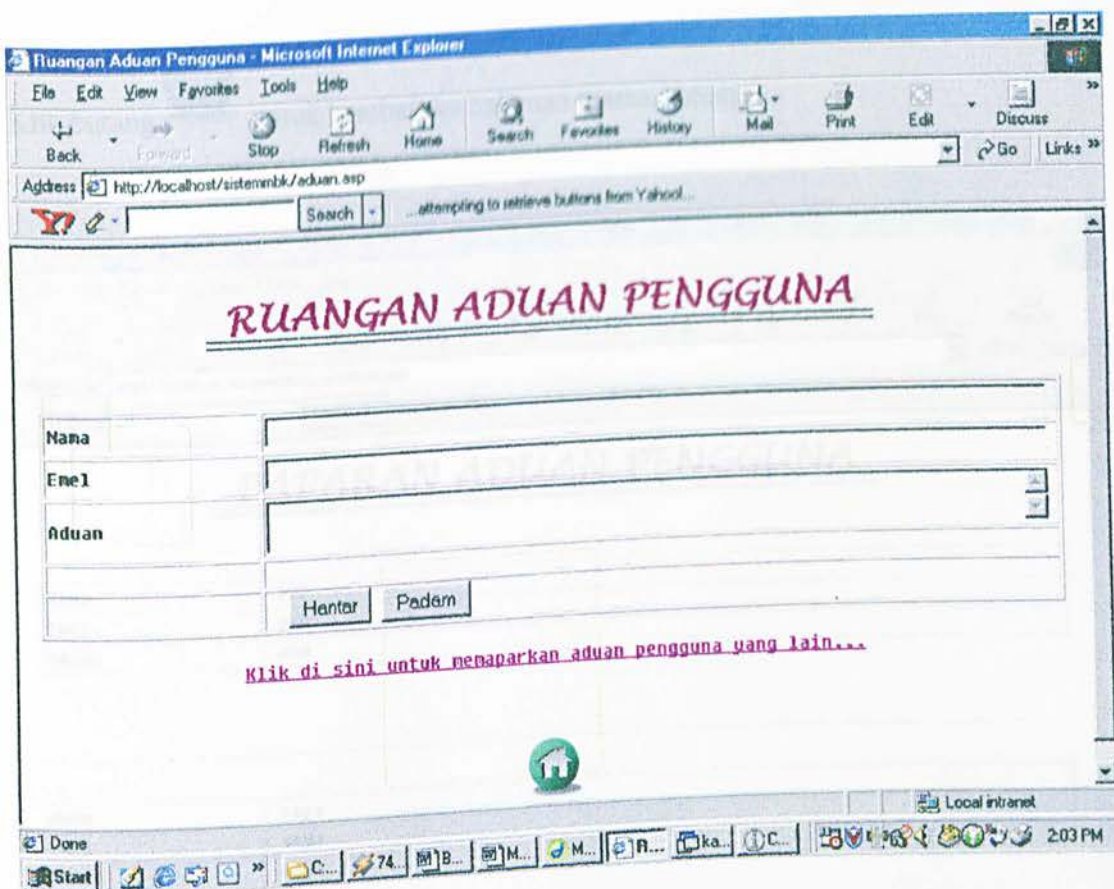 Ruangan Aduan Pengguna - Microsoft Internet Explorer
File Edit View Favorites Tools Help
Back Forward Stop Refresh Home Search Favorites History Mail Print Edit Discuss
Address http://localhost/sistemmbk/aduan.asp Go Links
Y! Search ...attempting to retrieve buttons from Yahoo!...
RUANGAN ADUAN PENGGUNA
Nama
Emel
Aduan
Hantar Padam
Klik di sini untuk memaparkan aduan pengguna yang lain...
Done Local intranet
Start C:... 74... B... M... M... R... ka... C... 2:03 PM